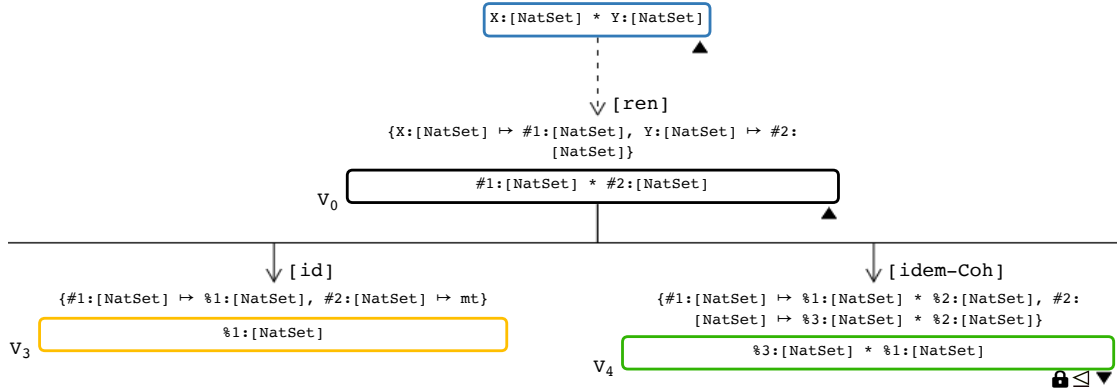 X:[NatSet] * Y:[NatSet]
[ren]
{X:[NatSet] ↦ #1:[NatSet], Y:[NatSet] ↦ #2:
[NatSet]}
#1:[NatSet] * #2:[NatSet]
V0
[id]
{#1:[NatSet] ↦ %1:[NatSet], #2:[NatSet] ↦ mt}
%1:[NatSet]
V3
[idem-Coh]
{#1:[NatSet] ↦ %1:[NatSet] * %2:[NatSet], #2:
[NatSet] ↦ %3:[NatSet] * %2:[NatSet]}
%3:[NatSet] * %1:[NatSet]
V4